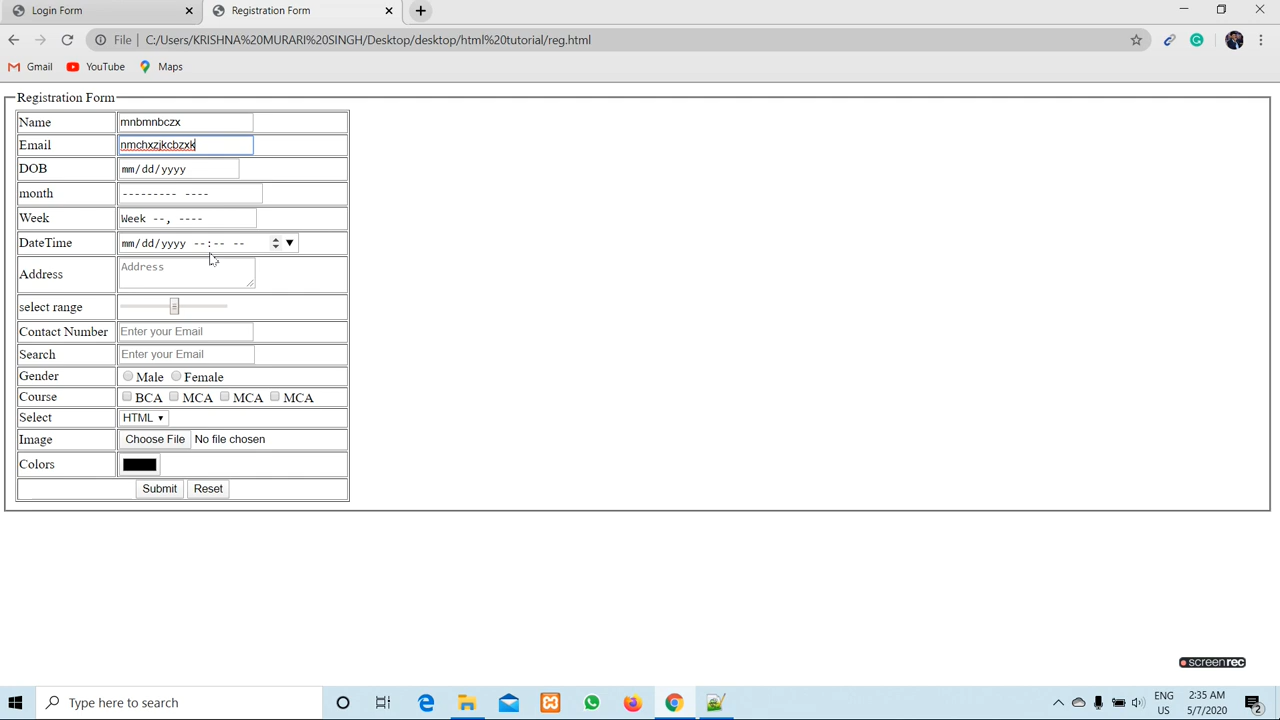 Login Form
Registration Form
File | C:/Users/KRISHNA%20MURARI%20SINGH/Desktop/desktop/html%20tutorial/reg.html
Gmail YouTube Maps
Registration Form
Name mnbmnbczx
Email nmchxzjkcbzxk
DOB mm/dd/yyyy
month --------- ----
Week Week --, ----
DateTime mm/dd/yyyy --:-- --
Address Address
select range
Contact Number Enter your Email
Search Enter your Email
Gender Male Female
Course BCA MCA MCA MCA
Select HTML
Image Choose File No file chosen
Colors
Submit Reset
screenrec
Type here to search
ENG
US
2:35 AM
5/7/2020
2